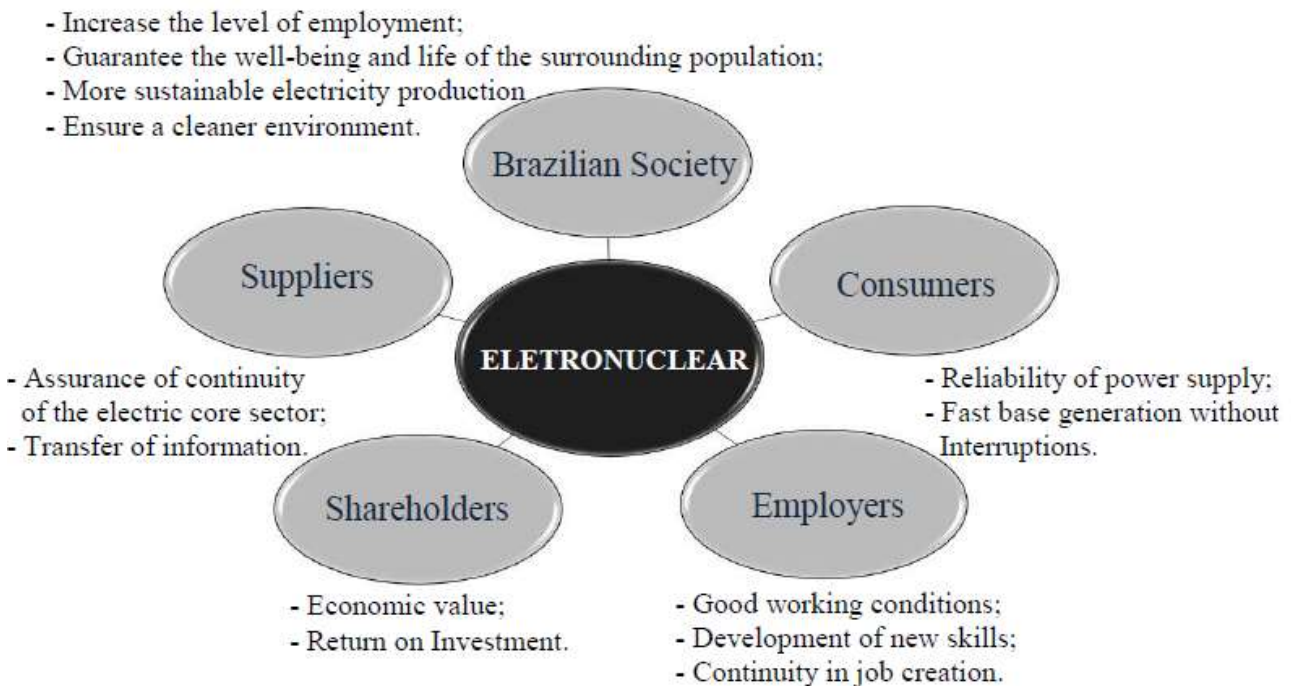 - Increase the level of employment;
- Guarantee the well-being and life of the surrounding population;
- More sustainable electricity production
- Ensure a cleaner environment.
Brazilian Society
Suppliers
Consumers
ELETRONUCLEAR
- Assurance of continuity
of the electric core sector;
- Transfer of information.
- Reliability of power supply;
- Fast base generation without
Interruptions.
Shareholders
Employers
- Economic value;
- Return on Investment.
- Good working conditions;
- Development of new skills;
- Continuity in job creation.